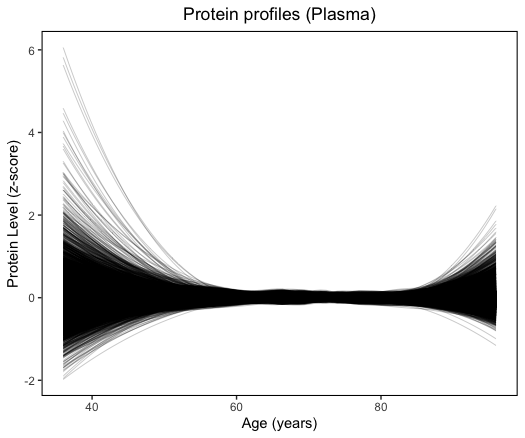 Protein profiles (Plasma)
Protein Level (z-score)
6
4
2
0
-2
40
60
80
Age (years)